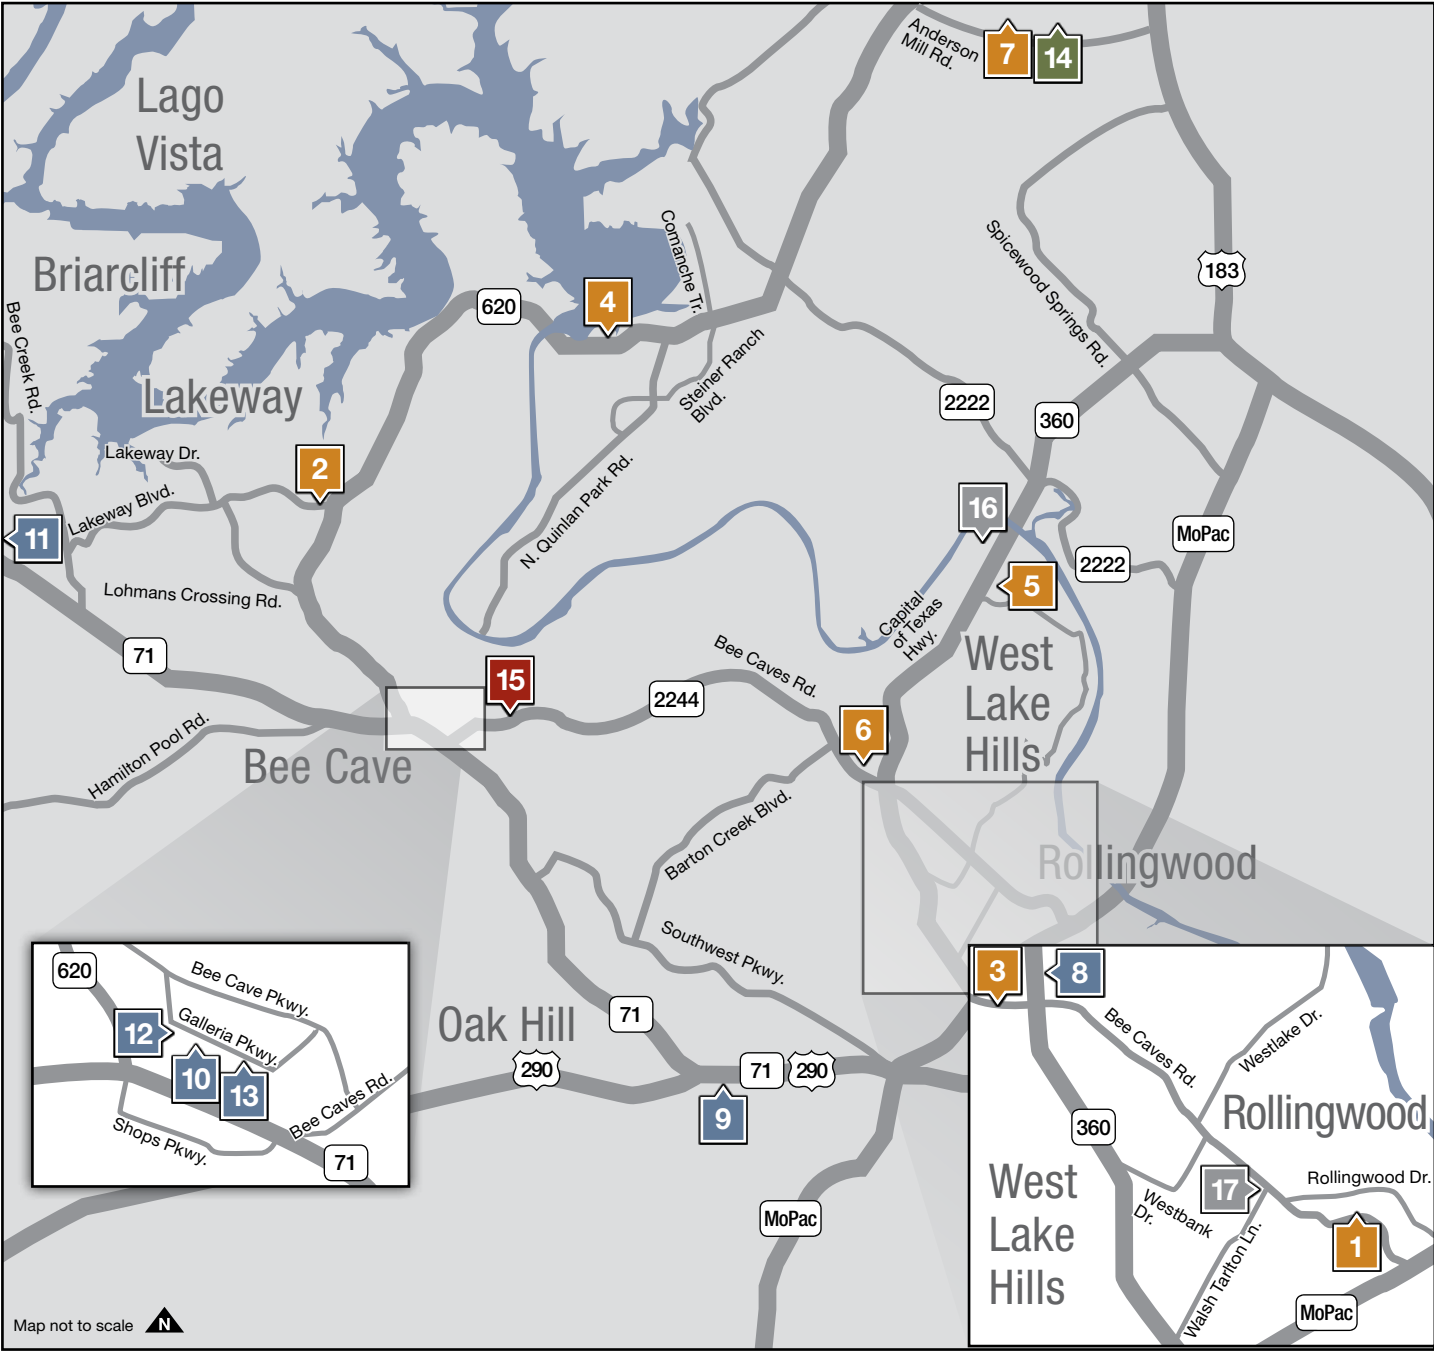 Anderson
Mill Rd.
7
14
Lago
Vista
Briarcliff
Comanche Tr.
Spicewood Springs Rd.
183
620
4
Bee Creek Rd.
Lakeway
Steiner Ranch
Blvd.
2222
360
Lakeway Dr.
2
Lakeway Blvd.
N. Quinlan Park Rd.
16
MoPac
11
2222
5
Lohmans Crossing Rd.
Capital
of Texas
Hwy.
West
Lake
Hills
71
15
Bee Caves Rd.
2244
6
Hamilton Pool Rd.
Bee Cave
Barton Creek Blvd.
Rollingwood
Southwest Pkwy.
Oak Hill
71
290
71
290
9
MoPac
620
Bee Cave Pkwy.
12
Galleria Pkwy.
10
13
Bee Caves Rd.
Shops Pkwy.
71
3
8
Bee Caves Rd.
Westlake Dr.
Rollingwood
360
West
Lake
Hills
17
Westbank
Dr.
Rollingwood Dr.
1
Walsh Tarlton Ln.
MoPac
Map not to scale
N